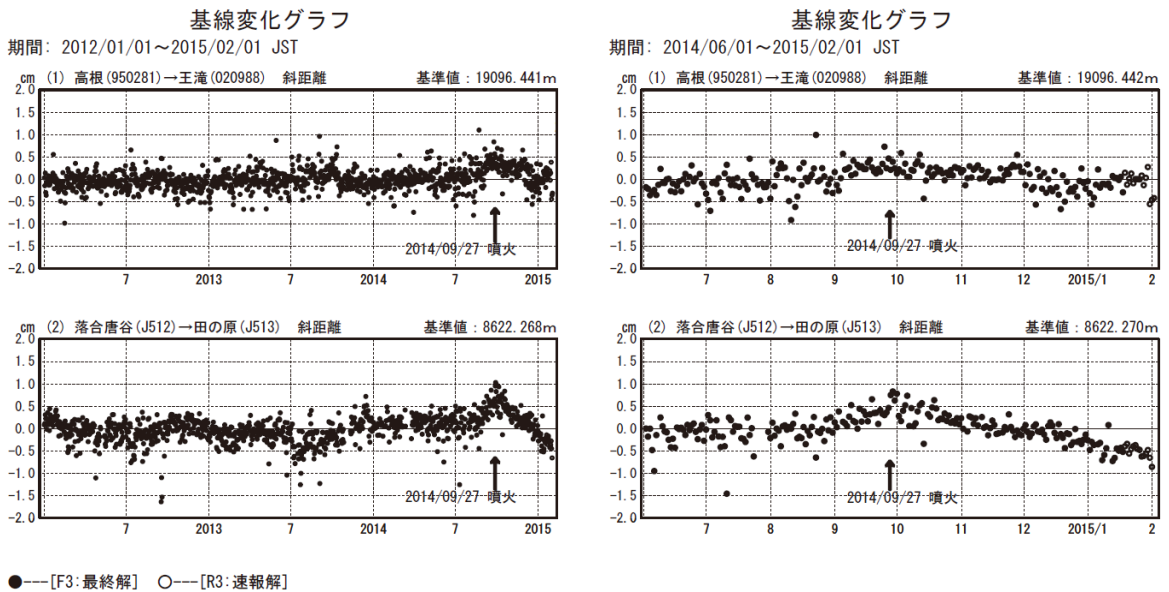 基線変化グラフ
期間: 2012/01/01～2015/02/01 JST
cm (1) 高根(950281)→王滝(020988) 斜距離 基準値:19096.441m
2.0
1.5
1.0
0.5
0.0
-0.5
-1.0
-1.5
-2.0
2014/09/27 噴火
7 2013 7 2014 7 2015
cm (2) 落合唐谷(J512)→田の原(J513) 斜距離 基準値:8622.268m
2.0
1.5
1.0
0.5
0.0
-0.5
-1.0
-1.5
-2.0
2014/09/27 噴火
7 2013 7 2014 7 2015
基線変化グラフ
期間: 2014/06/01～2015/02/01 JST
cm (1) 高根(950281)→王滝(020988) 斜距離 基準値:19096.442m
2.0
1.5
1.0
0.5
0.0
-0.5
-1.0
-1.5
-2.0
2014/09/27 噴火
7 8 9 10 11 12 2015/1 2
cm (2) 落合唐谷(J512)→田の原(J513) 斜距離 基準値:8622.270m
2.0
1.5
1.0
0.5
0.0
-0.5
-1.0
-1.5
-2.0
2014/09/27 噴火
7 8 9 10 11 12 2015/1 2
●---[F3:最終解] ○---[R3:速報解]